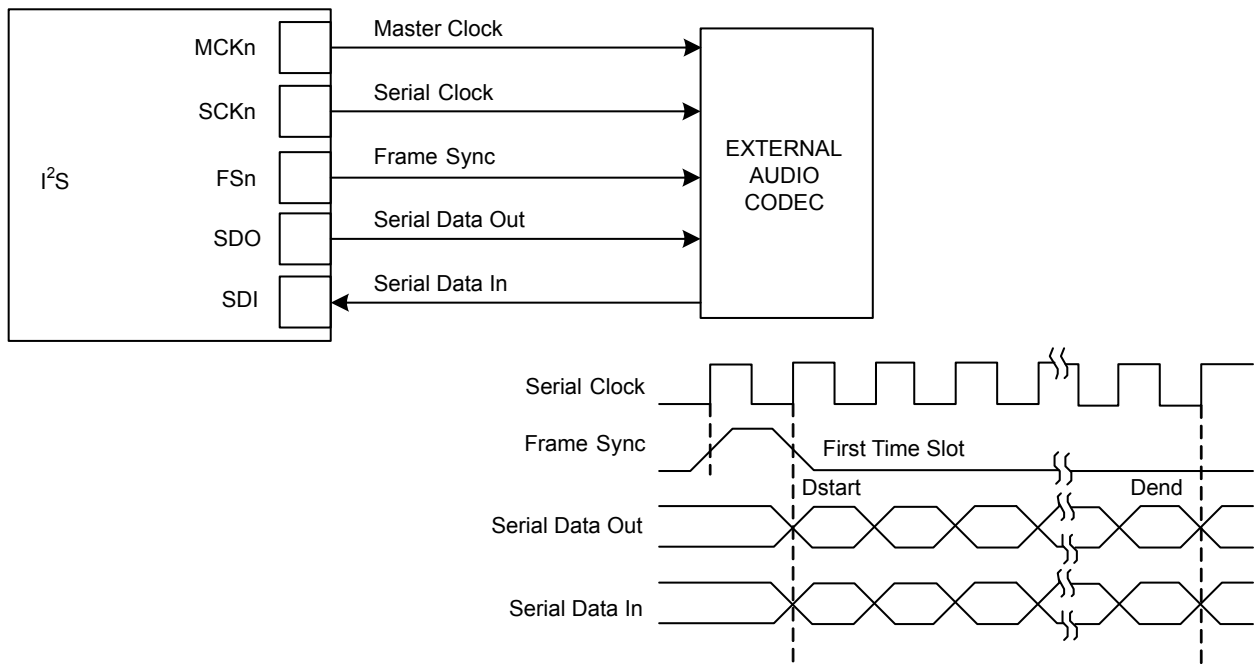 MCKn
Master Clock
SCKn
Serial Clock
I²S
FSn
Frame Sync
EXTERNAL
AUDIO
CODEC
SDO
Serial Data Out
SDI
Serial Data In
Serial Clock
Frame Sync
First Time Slot
Dstart
Dend
Serial Data Out
Serial Data In